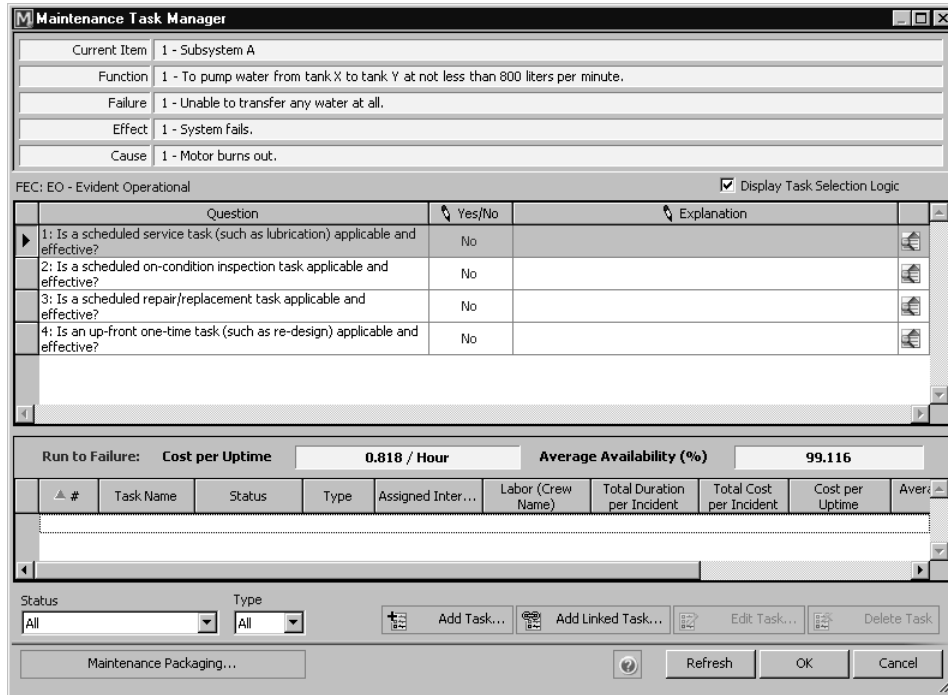 Maintenance Task Manager
Current Item 1 - Subsystem A
Function 1 - To pump water from tank X to tank Y at not less than 800 liters per minute.
Failure 1 - Unable to transfer any water at all.
Effect 1 - System fails.
Cause 1 - Motor burns out.
FEC: EO - Evident Operational Display Task Selection Logic
Question Yes/No Explanation
1: Is a scheduled service task (such as lubrication) applicable and
effective? No
2: Is a scheduled on-condition inspection task applicable and
effective? No
3: Is a scheduled repair/replacement task applicable and
effective? No
4: Is an up-front one-time task (such as re-design) applicable and
effective? No
Run to Failure: Cost per Uptime 0.818 / Hour Average Availability (%) 99.116
# Task Name Status Type Assigned Inter... Labor (Crew Name) Total Duration per Incident Total Cost per Incident Cost per Uptime Avera
Status Type
All All Add Task... Add Linked Task... Edit Task... Delete Task
Maintenance Packaging... Refresh OK Cancel